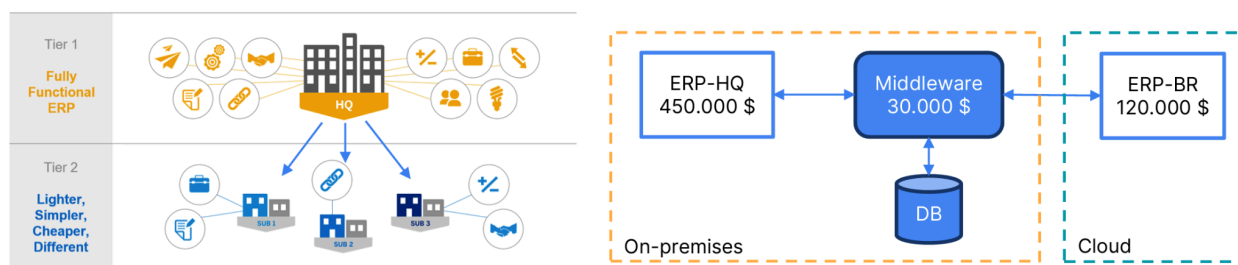 Tier 1
Fully
Functional
ERP
HQ
Tier 2
Lighter,
Simpler,
Cheaper,
Different
SUB 1
SUB 2
SUB 3
ERP-HQ
450.000 $
Middleware
30.000 $
ERP-BR
120.000 $
DB
On-premises
Cloud